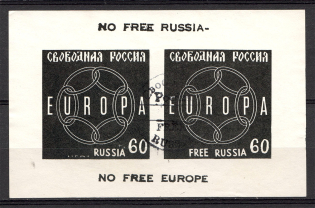 NO FREE RUSSIA-
СВОБОДНАЯ РОССИЯ СВОБОДНАЯ РОССИЯ
EUROPA EUROPA
RUSSIA 60 FREE RUSSIA 60
NO FREE EUROPE